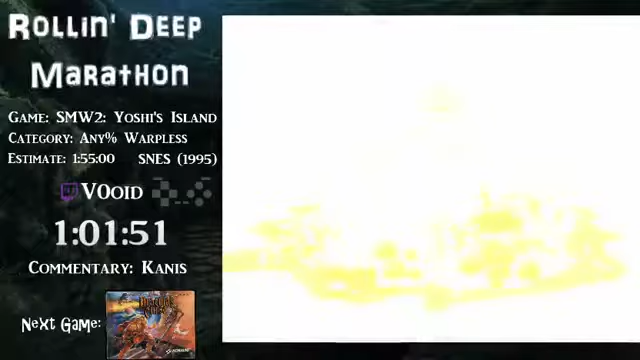 Rollin' Deep
Marathon
Game: SMW2: Yoshi's Island
Category: Any% Warpless
Estimate: 1:55:00 SNES (1995)
V0oid
1:01:51
Commentary: Kanis
Next Game: